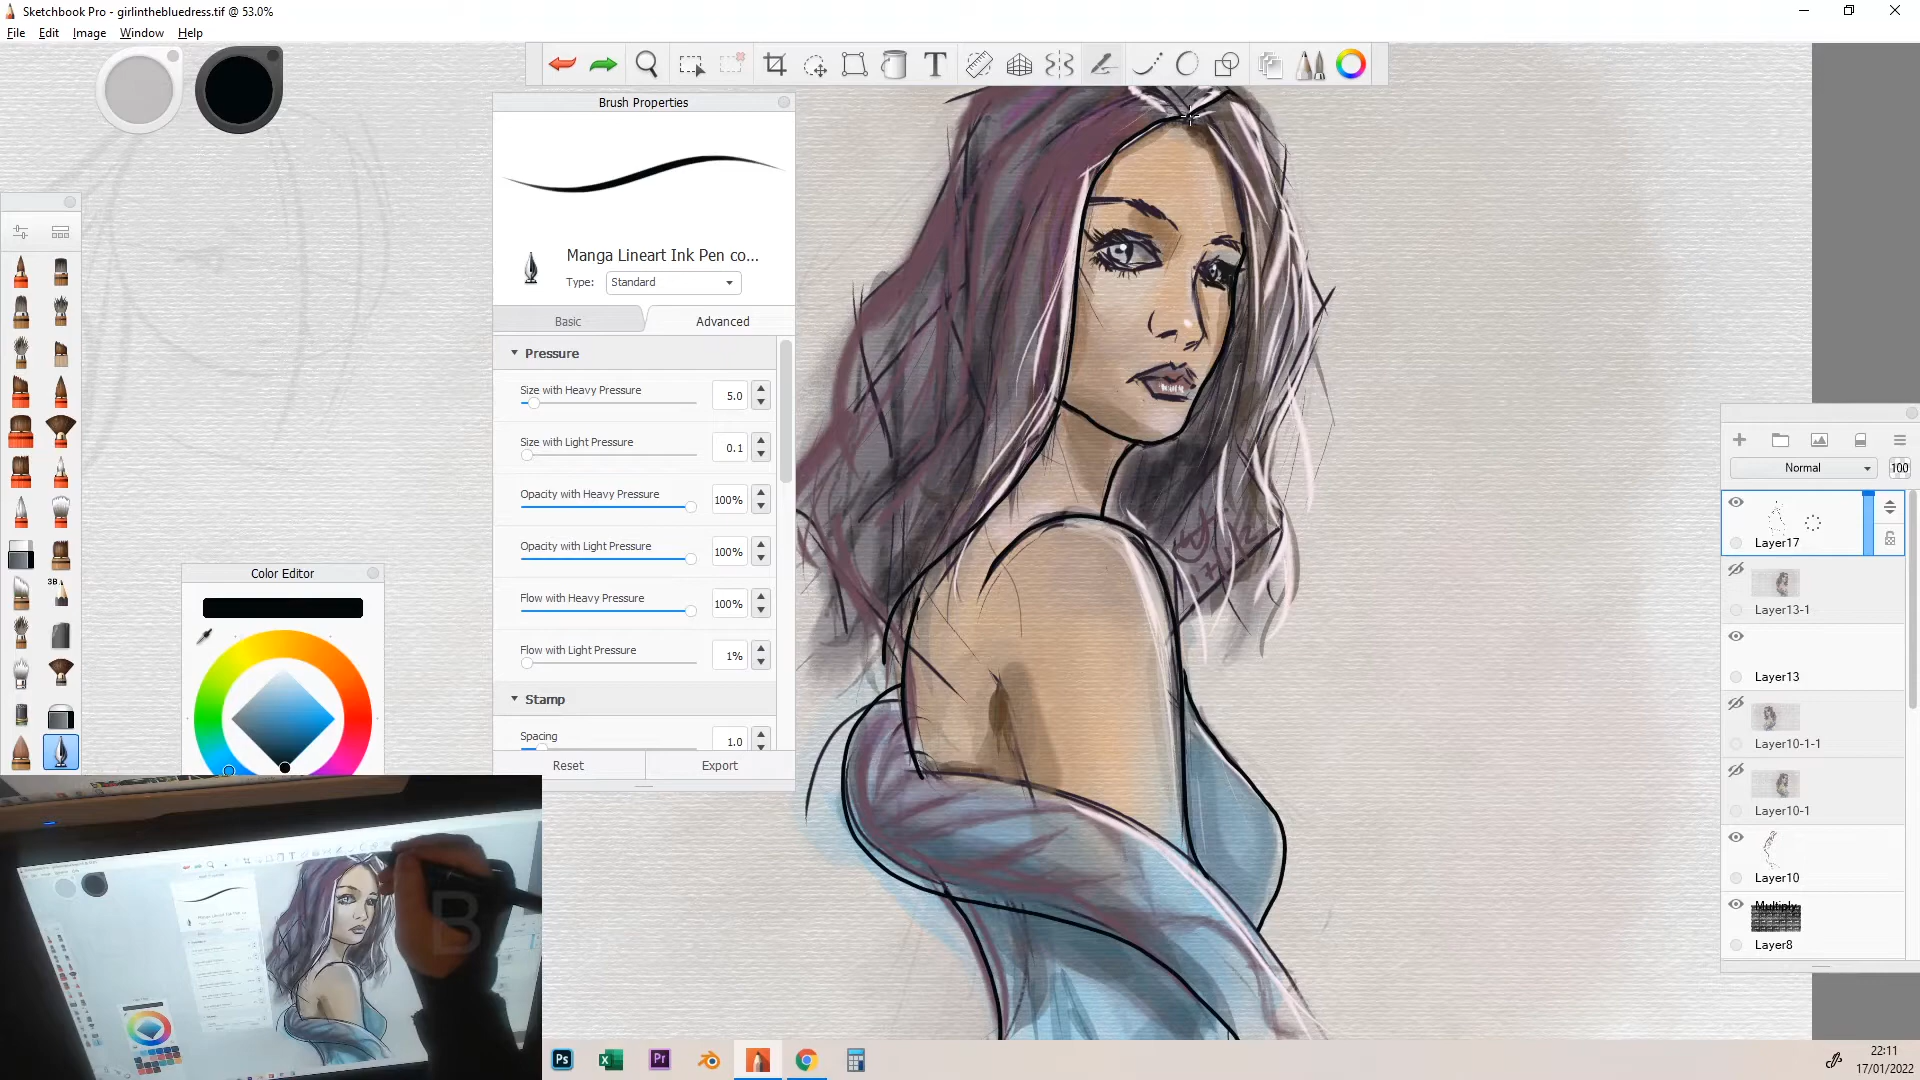 Sketchbook Pro - girlinthebluedress.tif @ 53.0%
File Edit Image Window Help
Brush Properties
Manga Lineart Ink Pen co...
Type: Standard
Basic Advanced
Pressure
Size with Heavy Pressure 5.0
Size with Light Pressure 0.1
Opacity with Heavy Pressure 100%
Opacity with Light Pressure 100%
Flow with Heavy Pressure 100%
Flow with Light Pressure 1%
Stamp
Spacing 1.0
Reset Export
3B
Color Editor
Normal 100
Layer17
Layer13-1
Layer13
Layer10-1-1
Layer10-1
Layer10
Multiply
Layer8
B
Ps
Pr
22:11
17/01/2022